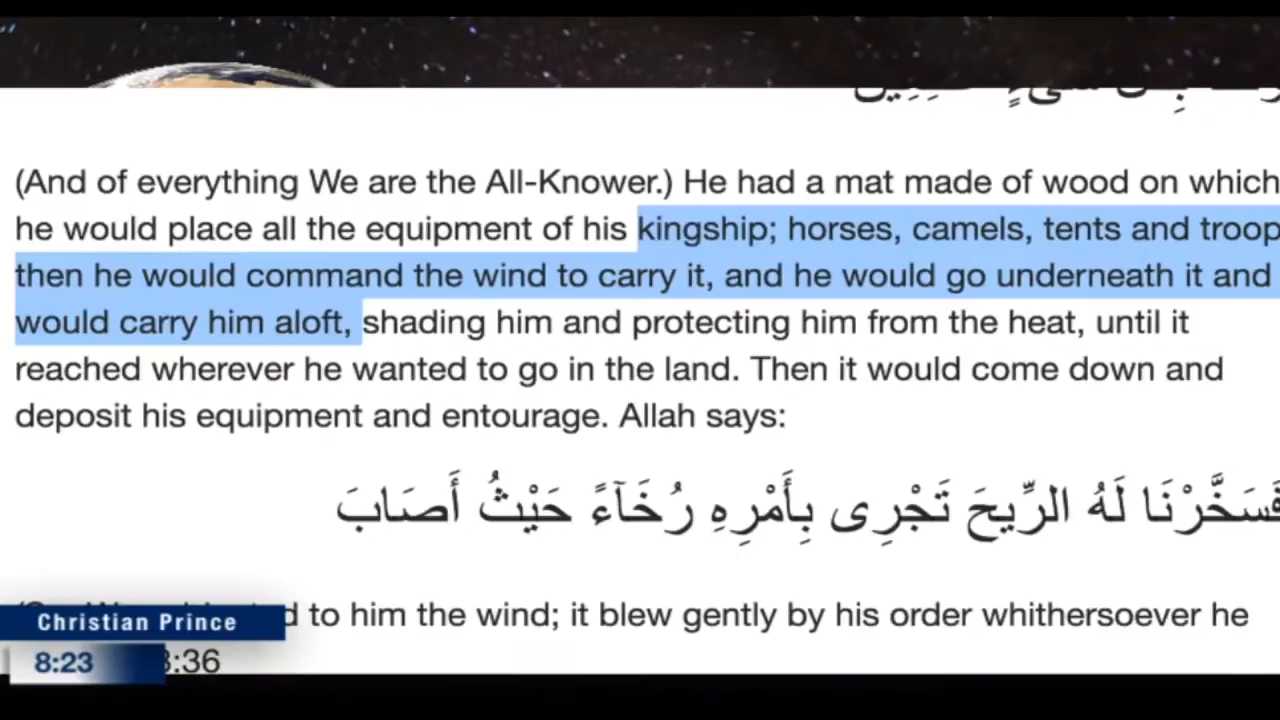 (And of everything We are the All-Knower.) He had a mat made of wood on which
he would place all the equipment of his kingship; horses, camels, tents and troop
then he would command the wind to carry it, and he would go underneath it and
would carry him aloft, shading him and protecting him from the heat, until it
reached wherever he wanted to go in the land. Then it would come down and
deposit his equipment and entourage. Allah says:
فَسَخَّرْنَا لَهُ الرِّيحَ تَجْرِى بِأَمْرِهِ رُخَآءً حَيْثُ أَصَابَ
to him the wind; it blew gently by his order whithersoever he
Christian Prince
8:23
:36